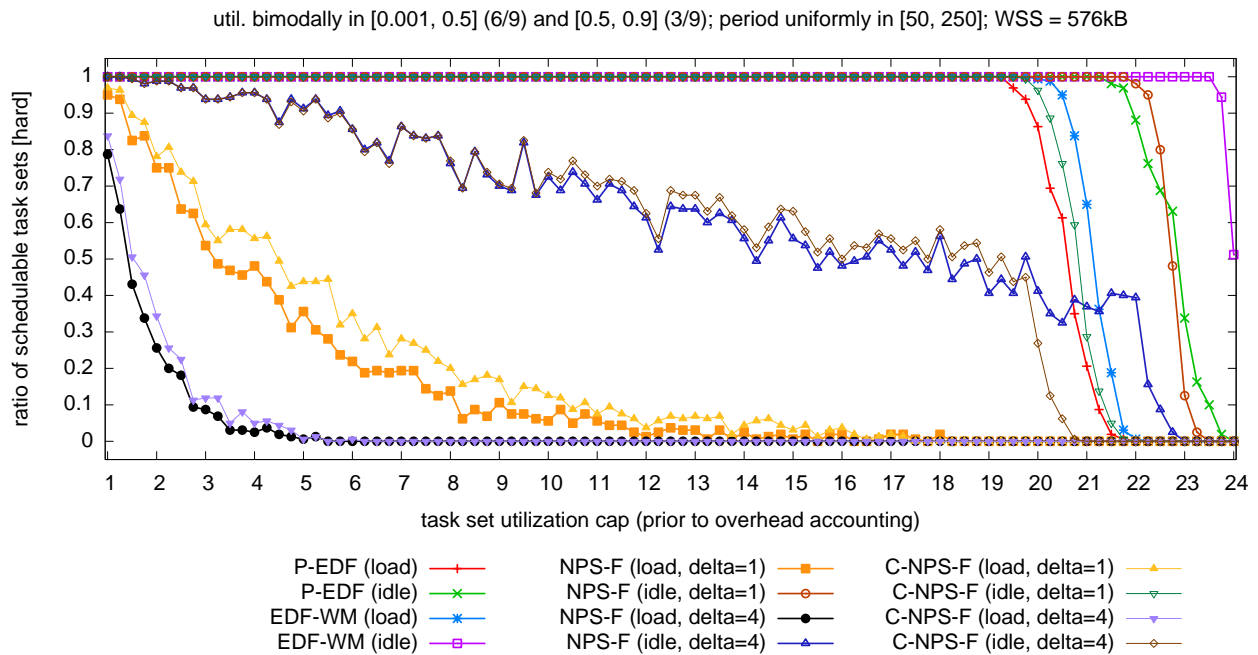 util. bimodally in [0.001, 0.5] (6/9) and [0.5, 0.9] (3/9); period uniformly in [50, 250]; WSS = 576kB
ratio of schedulable task sets [hard]
1
0.9
0.8
0.7
0.6
0.5
0.4
0.3
0.2
0.1
0
1 2 3 4 5 6 7 8 9 10 11 12 13 14 15 16 17 18 19 20 21 22 23 24
task set utilization cap (prior to overhead accounting)
P-EDF (load) NPS-F (load, delta=1) C-NPS-F (load, delta=1)
P-EDF (idle) NPS-F (idle, delta=1) C-NPS-F (idle, delta=1)
EDF-WM (load) NPS-F (load, delta=4) C-NPS-F (load, delta=4)
EDF-WM (idle) NPS-F (idle, delta=4) C-NPS-F (idle, delta=4)